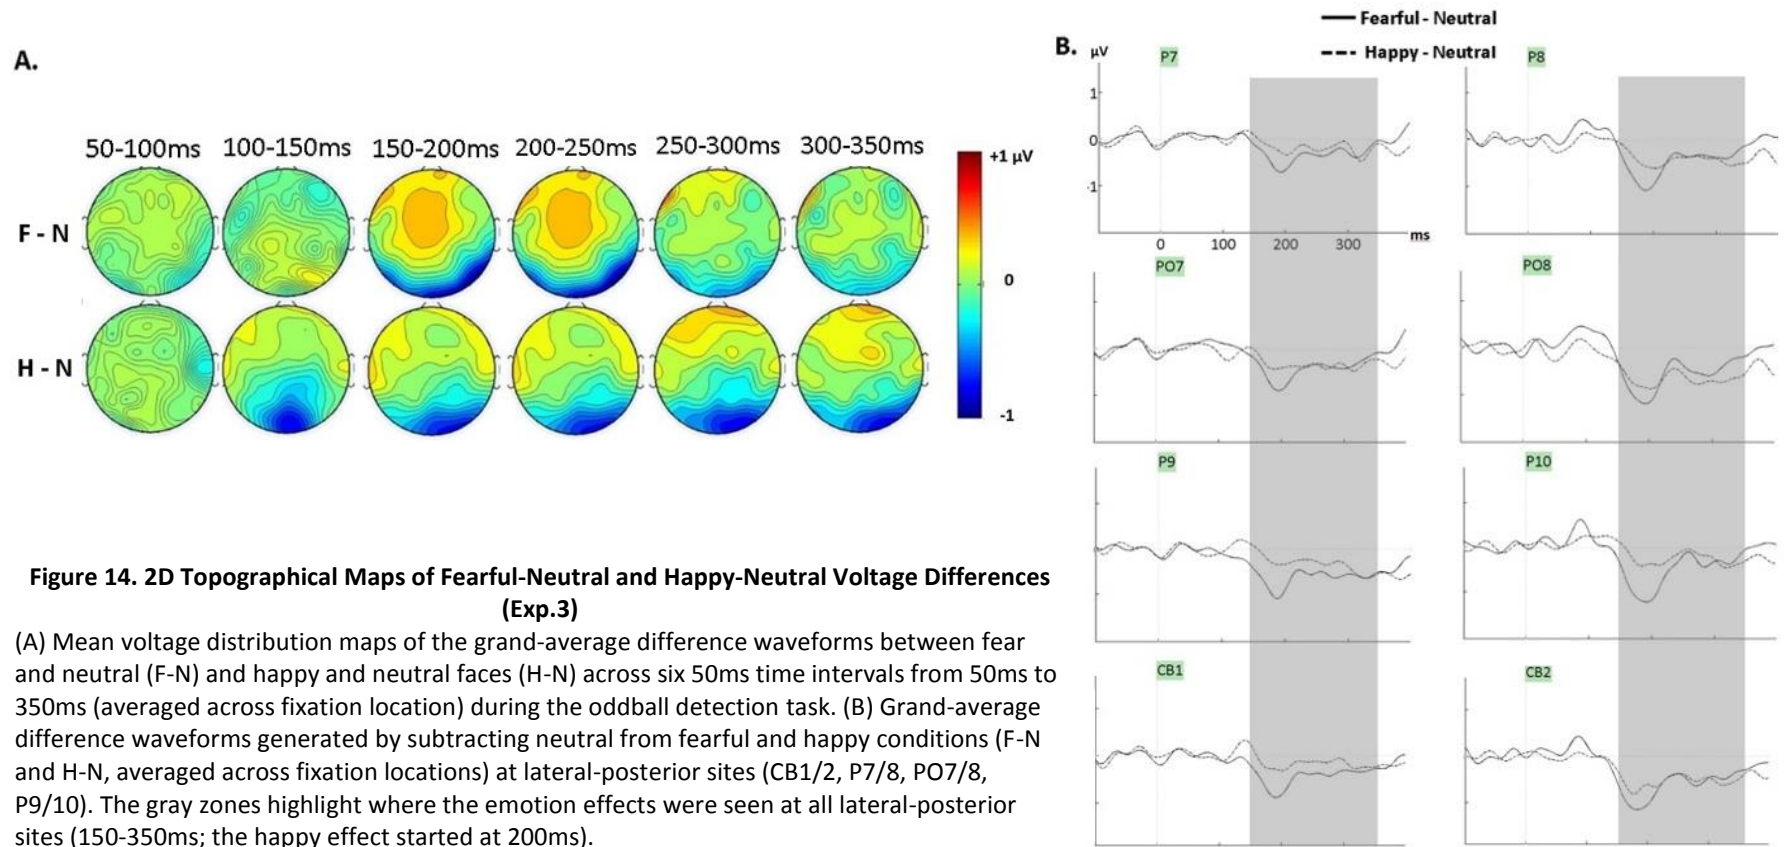 A.
50-100ms 100-150ms 150-200ms 200-250ms 250-300ms 300-350ms
F - N
H - N
+1 µV
0
-1
B.
Fearful - Neutral
Happy - Neutral
µV
P7
P8
1
0
-1
0 100 200 300 ms
PO7
PO8
P9
P10
CB1
CB2
Figure 14. 2D Topographical Maps of Fearful-Neutral and Happy-Neutral Voltage Differences
(Exp.3)
(A) Mean voltage distribution maps of the grand-average difference waveforms between fear
and neutral (F-N) and happy and neutral faces (H-N) across six 50ms time intervals from 50ms to
350ms (averaged across fixation location) during the oddball detection task. (B) Grand-average
difference waveforms generated by subtracting neutral from fearful and happy conditions (F-N
and H-N, averaged across fixation locations) at lateral-posterior sites (CB1/2, P7/8, PO7/8,
P9/10). The gray zones highlight where the emotion effects were seen at all lateral-posterior
sites (150-350ms; the happy effect started at 200ms).